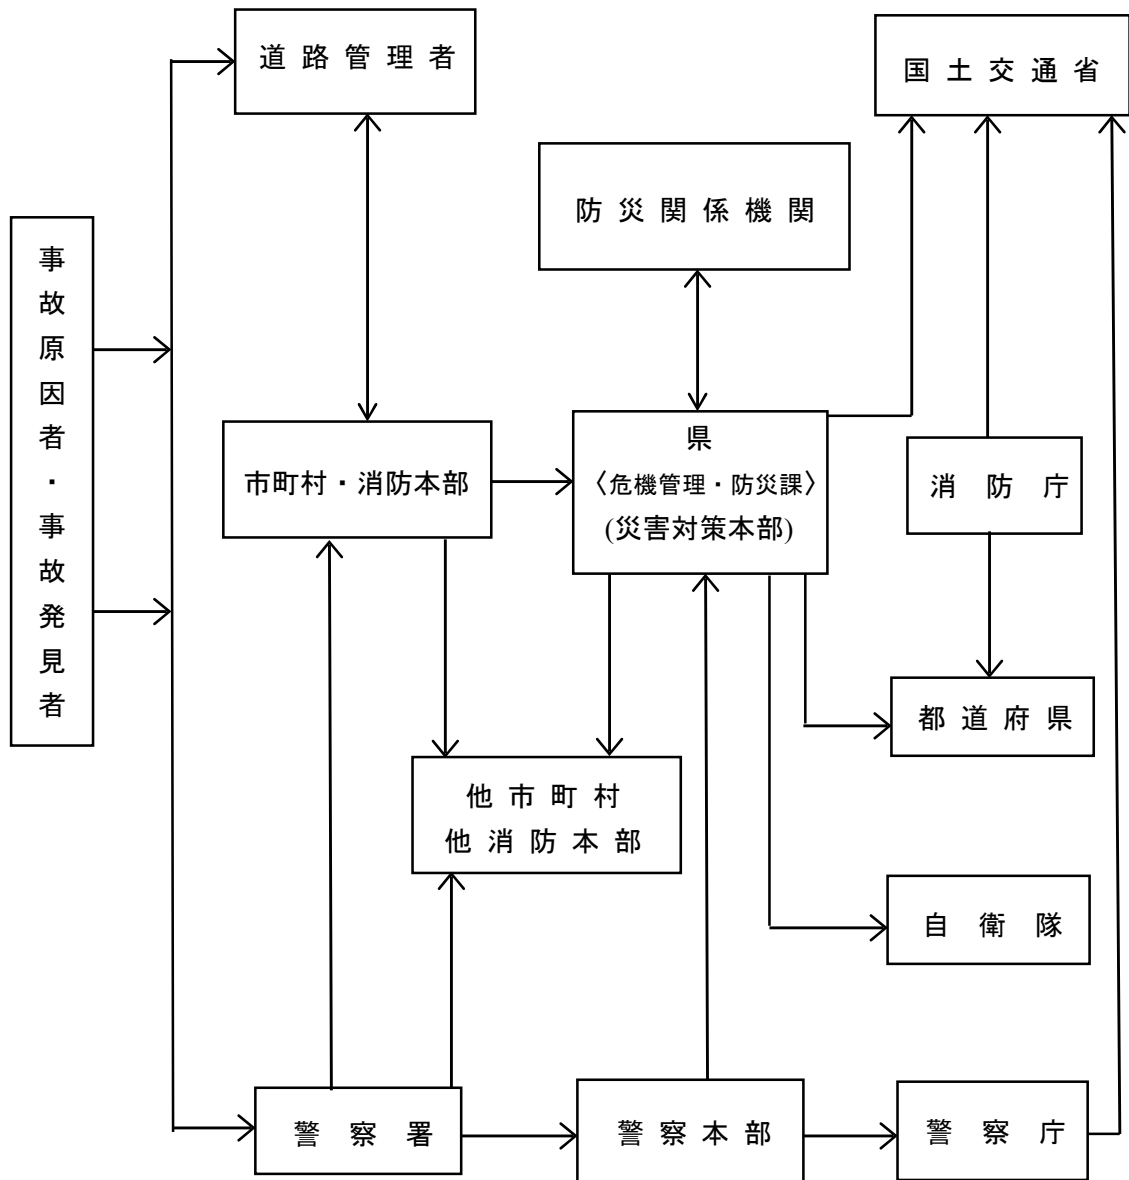 道路管理者
国土交通省
防災関係機関
事故原因者・事故発見者
市町村・消防本部
県
〈危機管理・防災課〉
(災害対策本部)
消防庁
都道府県
他市町村
他消防本部
自衛隊
警察署
警察本部
警察庁